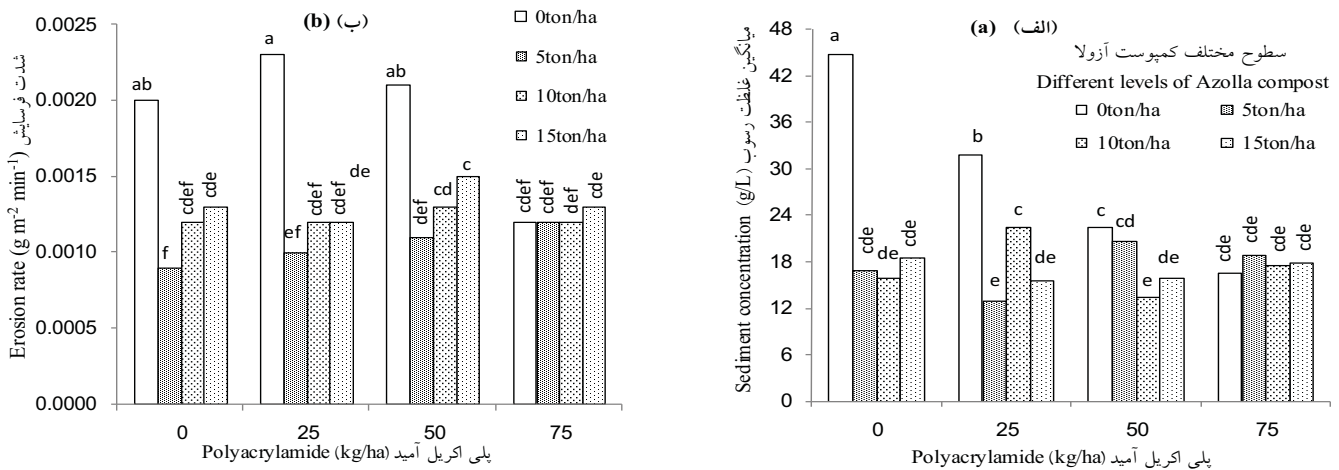 (ب) (b)
شدت فرسایش Erosion rate (g m⁻² min⁻¹)
0.0025
0.0020
0.0015
0.0010
0.0005
0.0000
0ton/ha
5ton/ha
10ton/ha
15ton/ha
ab f cdef cde
a ef cdef cdef de
ab def cd c
cdef cdef def cde
0 25 50 75
Polyacrylamide (kg/ha) پلی اکریل آمید
(الف) (a)
میانگین غلظت رسوب Sediment concentration (g/L)
48
42
36
30
24
18
12
6
0
سطوح مختلف کمپوست آزولا
Different levels of Azolla compost
0ton/ha 5ton/ha
10ton/ha 15ton/ha
a cde de cde
b e c de
c cd e de
cde cde cde cde
0 25 50 75
Polyacrylamide (kg/ha) پلی اکریل آمید